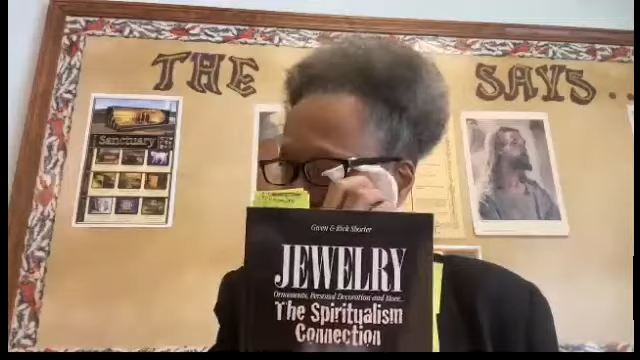 THE SAYS..
Sanctuary
Gwen & Rick Shorter
JEWELRY
Ornaments, Personal Decoration and More...
The Spiritualism
Connection